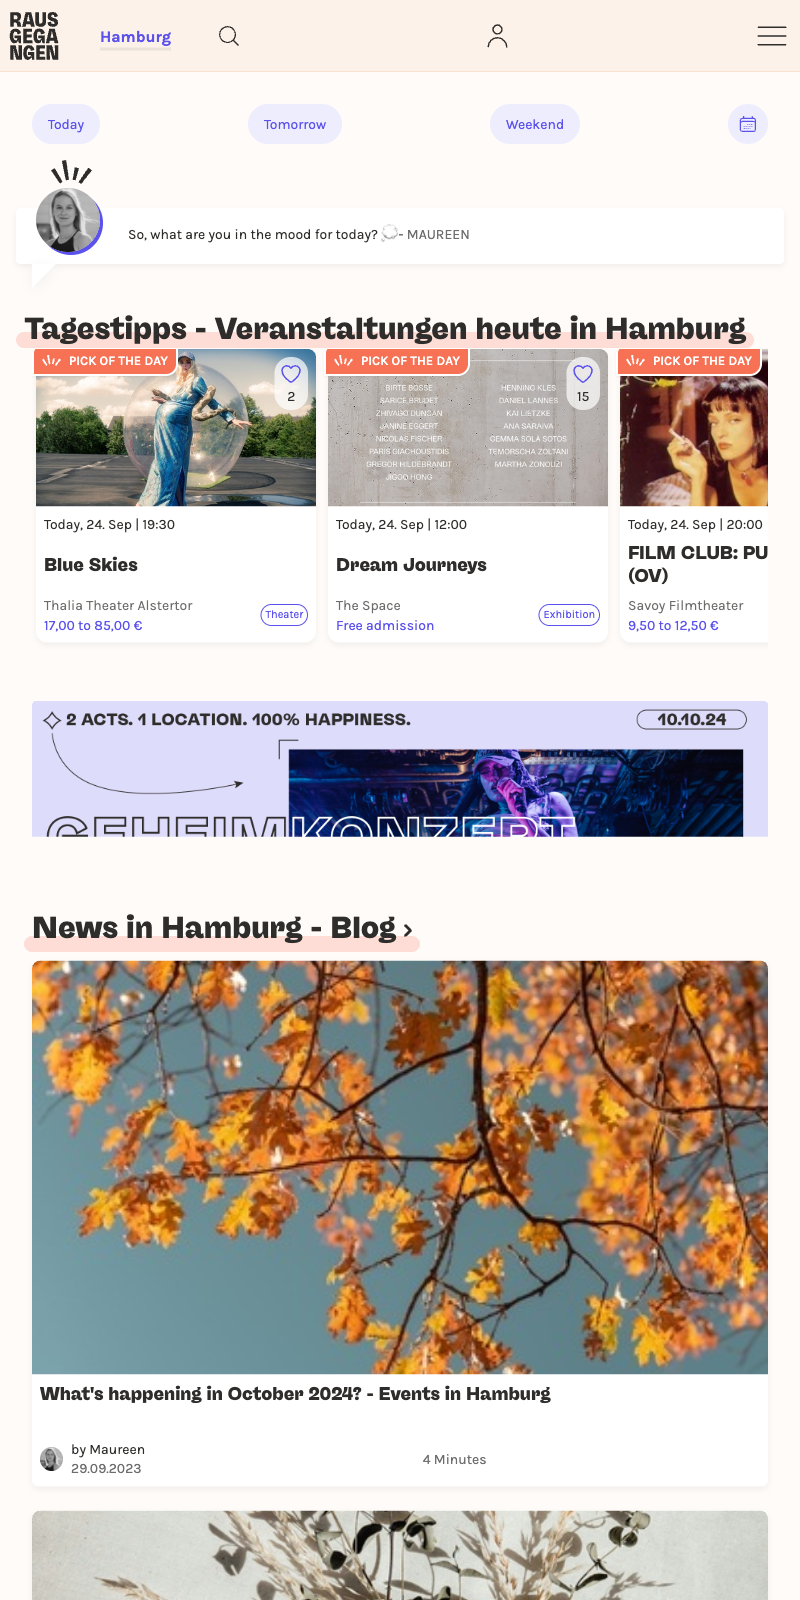 RAUS
GEGA
NGEN
Hamburg
Today
Tomorrow
Weekend
So, what are you in the mood for today? 💭- MAUREEN
Tagestipps - Veranstaltungen heute in Hamburg
PICK OF THE DAY
2
Today, 24. Sep | 19:30
Blue Skies
Thalia Theater Alstertor
17,00 to 85,00 €
Theater
PICK OF THE DAY
15
BIRTE BOSSE
SARICE BRUDET
ZHIVAGO DUNCAN
JANINE EGGERT
NICOLAS FISCHER
PARIS GIACHOUSTIDIS
GREGOR HILDEBRANDT
JIGOO HONG
HENNING KLES
DANIEL LANNES
KAI LIETZKE
ANA SARAIVA
GEMMA SOLÀ SOTOS
TEMORSCHA ZOLTANI
MARTHA ZONOUZI
Today, 24. Sep | 12:00
Dream Journeys
The Space
Free admission
Exhibition
PICK OF THE DAY
Today, 24. Sep | 20:00
FILM CLUB: PU
(OV)
Savoy Filmtheater
9,50 to 12,50 €
2 ACTS. 1 LOCATION. 100% HAPPINESS.
10.10.24
GEHEIMKONZERT
News in Hamburg - Blog ›
What's happening in October 2024? - Events in Hamburg
by Maureen
29.09.2023
4 Minutes